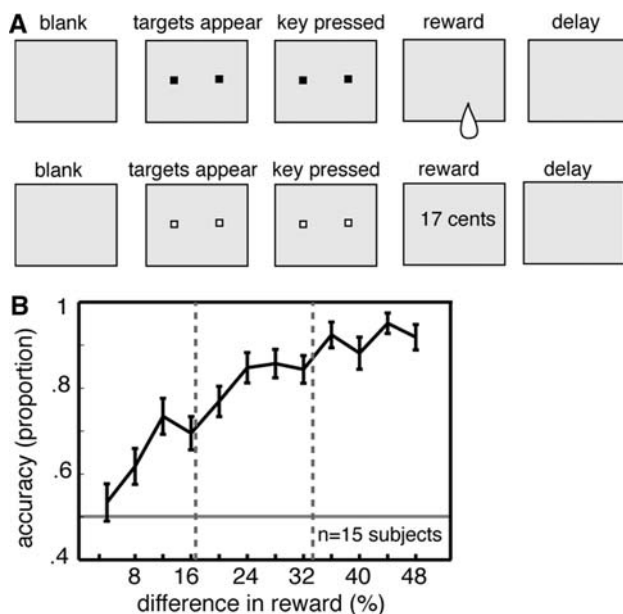 A
blank targets appear key pressed reward delay
blank targets appear key pressed reward delay
17 cents
B
1
.8
.6
.4
accuracy (proportion)
n=15 subjects
8 16 24 32 40 48
difference in reward (%)